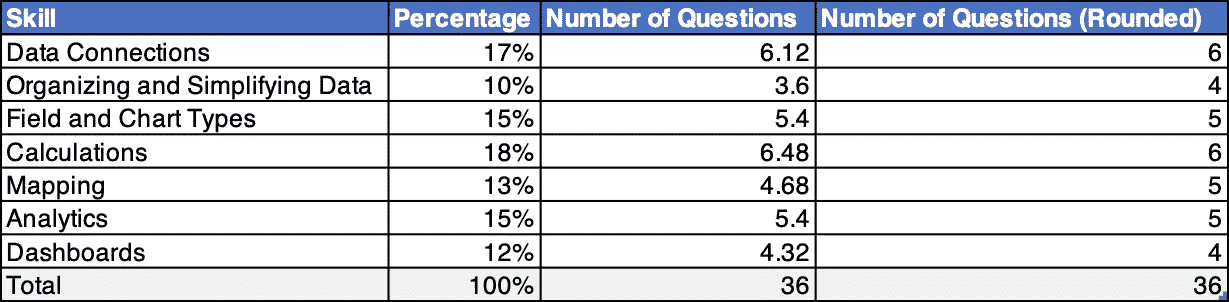 Skill Percentage Number of Questions Number of Questions (Rounded)
Data Connections 17% 6.12 6
Organizing and Simplifying Data 10% 3.6 4
Field and Chart Types 15% 5.4 5
Calculations 18% 6.48 6
Mapping 13% 4.68 5
Analytics 15% 5.4 5
Dashboards 12% 4.32 4
Total 100% 36 36